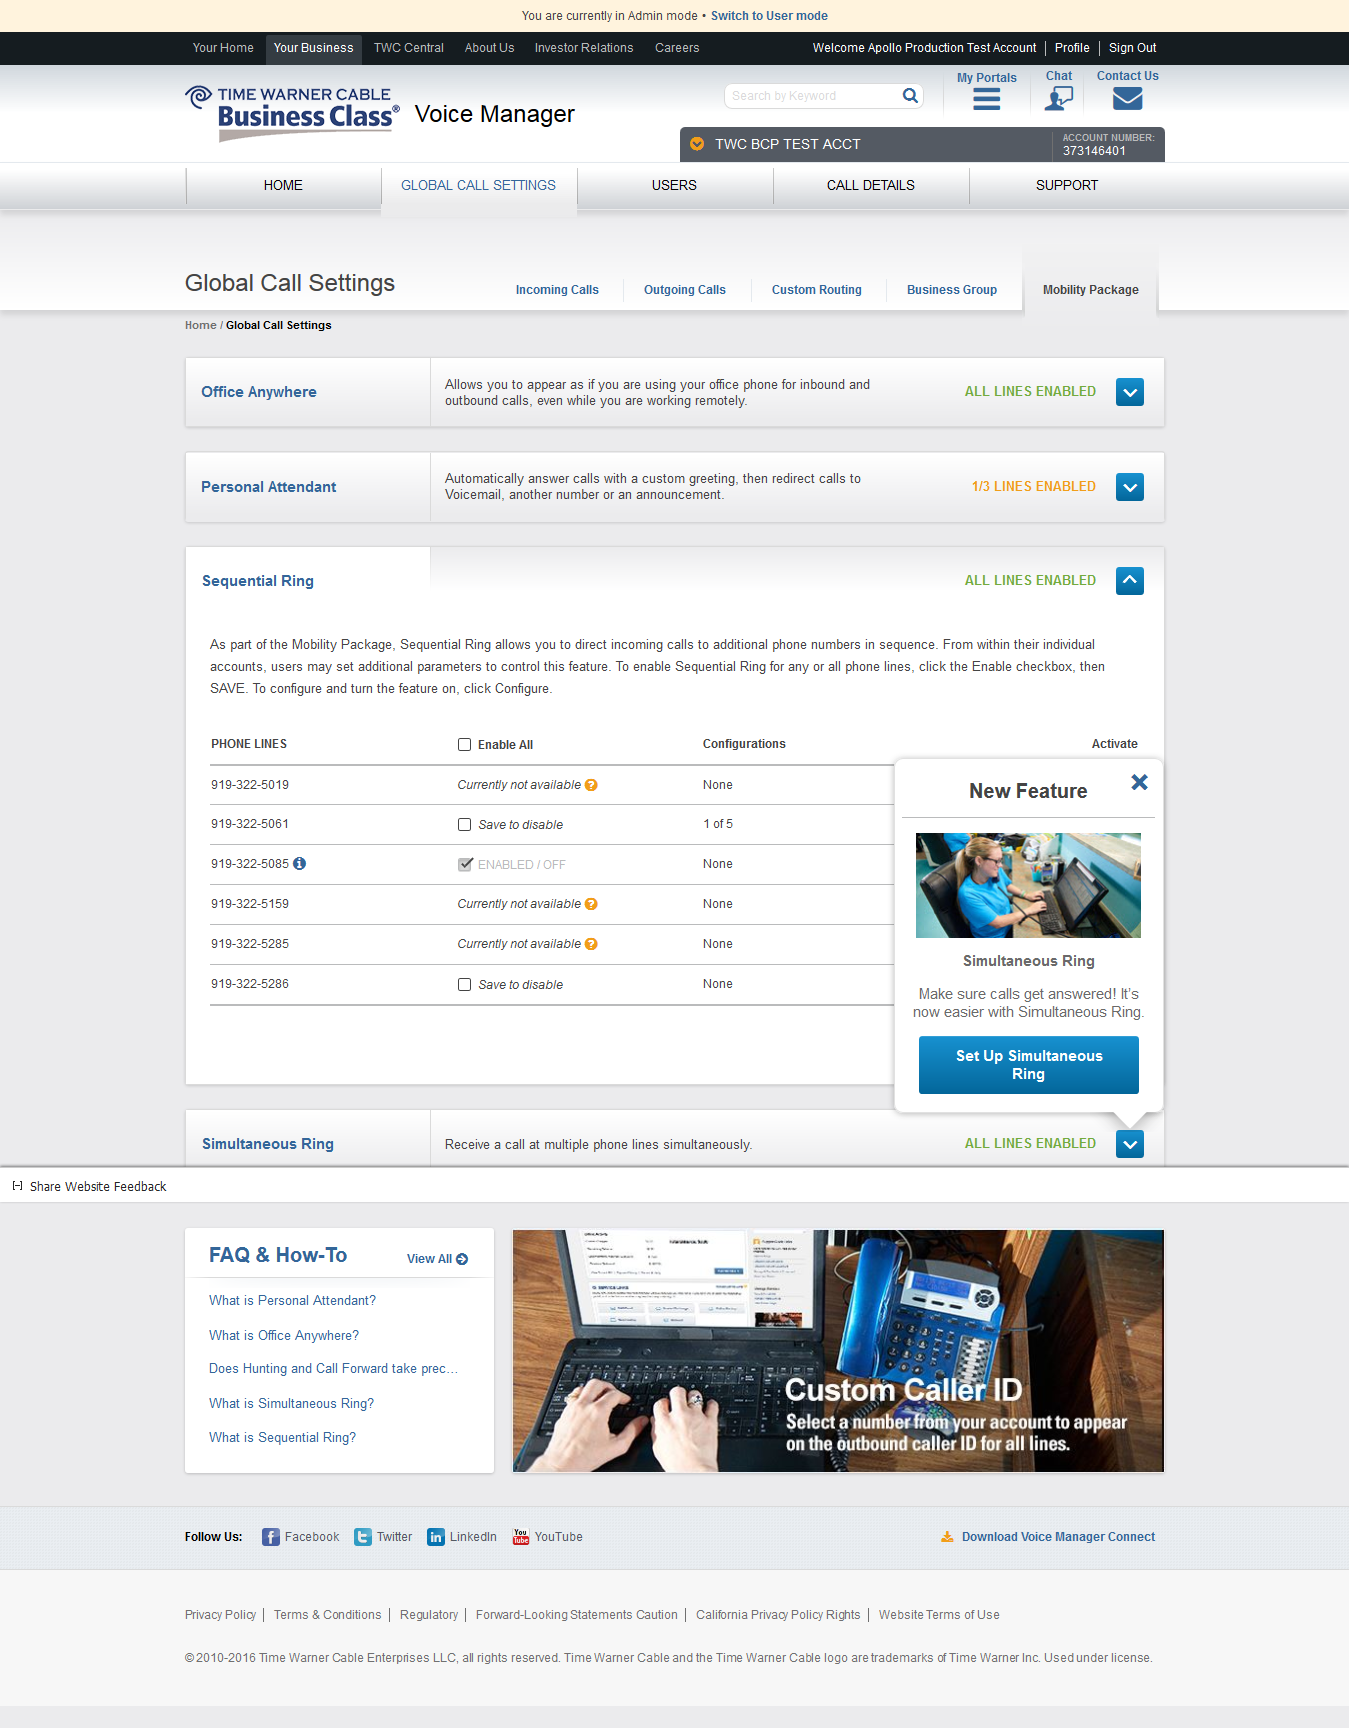 You are currently in Admin mode • Switch to User mode
Your Home Your Business TWC Central About Us Investor Relations Careers Welcome Apollo Production Test Account Profile Sign Out
TIME WARNER CABLE
Business Class®
Voice Manager
Search by Keyword
My Portals Chat Contact Us
TWC BCP TEST ACCT
ACCOUNT NUMBER:
373146401
HOME GLOBAL CALL SETTINGS USERS CALL DETAILS SUPPORT
Global Call Settings
Incoming Calls Outgoing Calls Custom Routing Business Group Mobility Package
Home / Global Call Settings
Office Anywhere
Allows you to appear as if you are using your office phone for inbound and
outbound calls, even while you are working remotely.
ALL LINES ENABLED
Personal Attendant
Automatically answer calls with a custom greeting, then redirect calls to
Voicemail, another number or an announcement.
1/3 LINES ENABLED
Sequential Ring
ALL LINES ENABLED
As part of the Mobility Package, Sequential Ring allows you to direct incoming calls to additional phone numbers in sequence. From within their individual
accounts, users may set additional parameters to control this feature. To enable Sequential Ring for any or all phone lines, click the Enable checkbox, then
SAVE. To configure and turn the feature on, click Configure.
PHONE LINES Enable All Configurations Activate
919-322-5019 Currently not available None
919-322-5061 Save to disable 1 of 5
919-322-5085 ENABLED / OFF None
919-322-5159 Currently not available None
919-322-5285 Currently not available None
919-322-5286 Save to disable None
New Feature
Simultaneous Ring
Make sure calls get answered! It's
now easier with Simultaneous Ring.
Set Up Simultaneous
Ring
Simultaneous Ring
Receive a call at multiple phone lines simultaneously.
ALL LINES ENABLED
[-] Share Website Feedback
FAQ & How-To
View All
What is Personal Attendant?
What is Office Anywhere?
Does Hunting and Call Forward take prec...
What is Simultaneous Ring?
What is Sequential Ring?
Custom Caller ID
Select a number from your account to appear
on the outbound caller ID for all lines.
Follow Us: Facebook Twitter LinkedIn YouTube
Download Voice Manager Connect
Privacy Policy Terms & Conditions Regulatory Forward-Looking Statements Caution California Privacy Policy Rights Website Terms of Use
© 2010-2016 Time Warner Cable Enterprises LLC, all rights reserved. Time Warner Cable and the Time Warner Cable logo are trademarks of Time Warner Inc. Used under license.